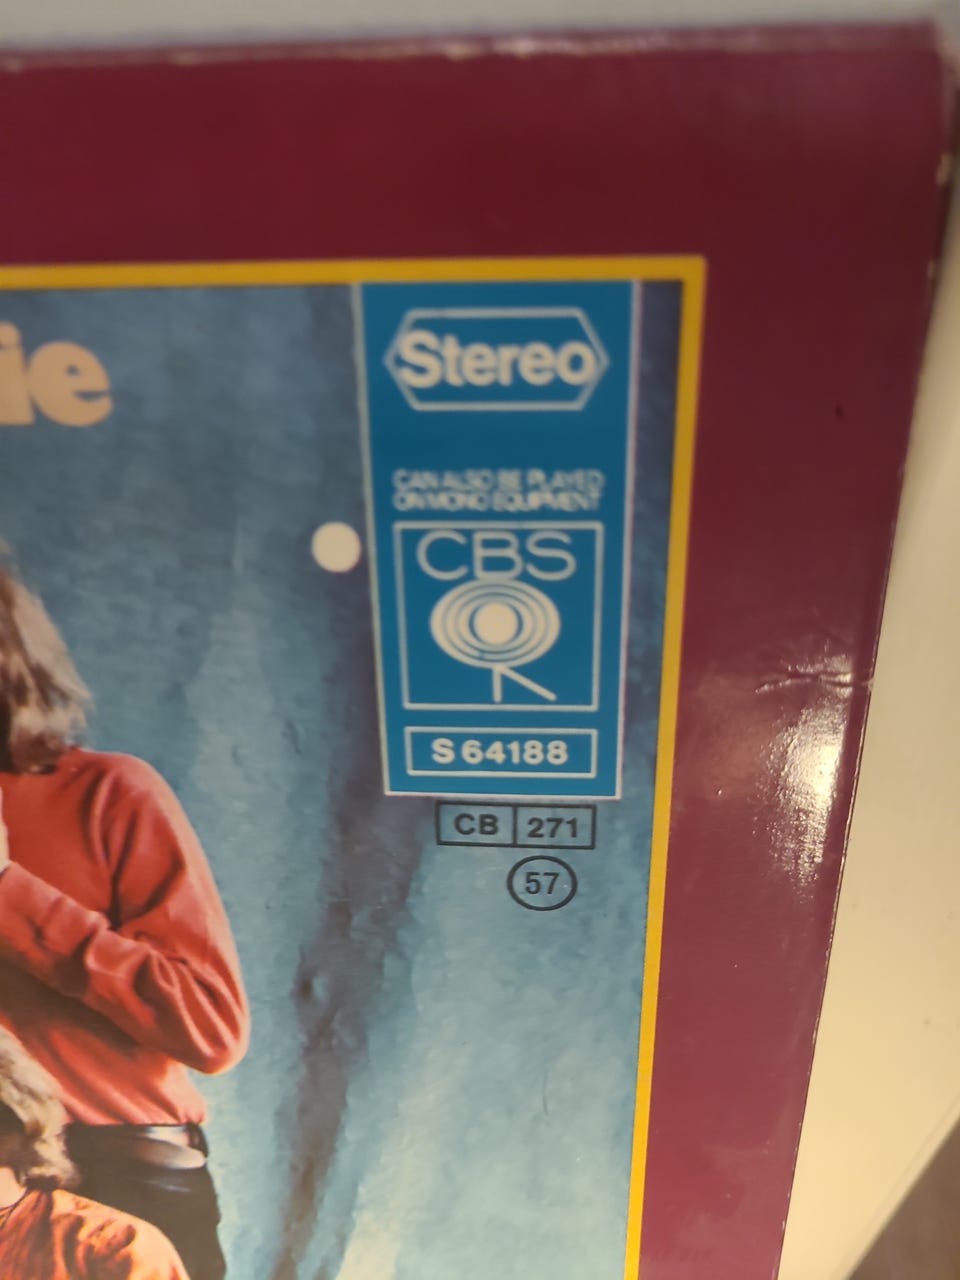 ie
Stereo
CAN ALSO BE PLAYED
ON MONO EQUIPMENT
CBS
S 64188
CB 271
57